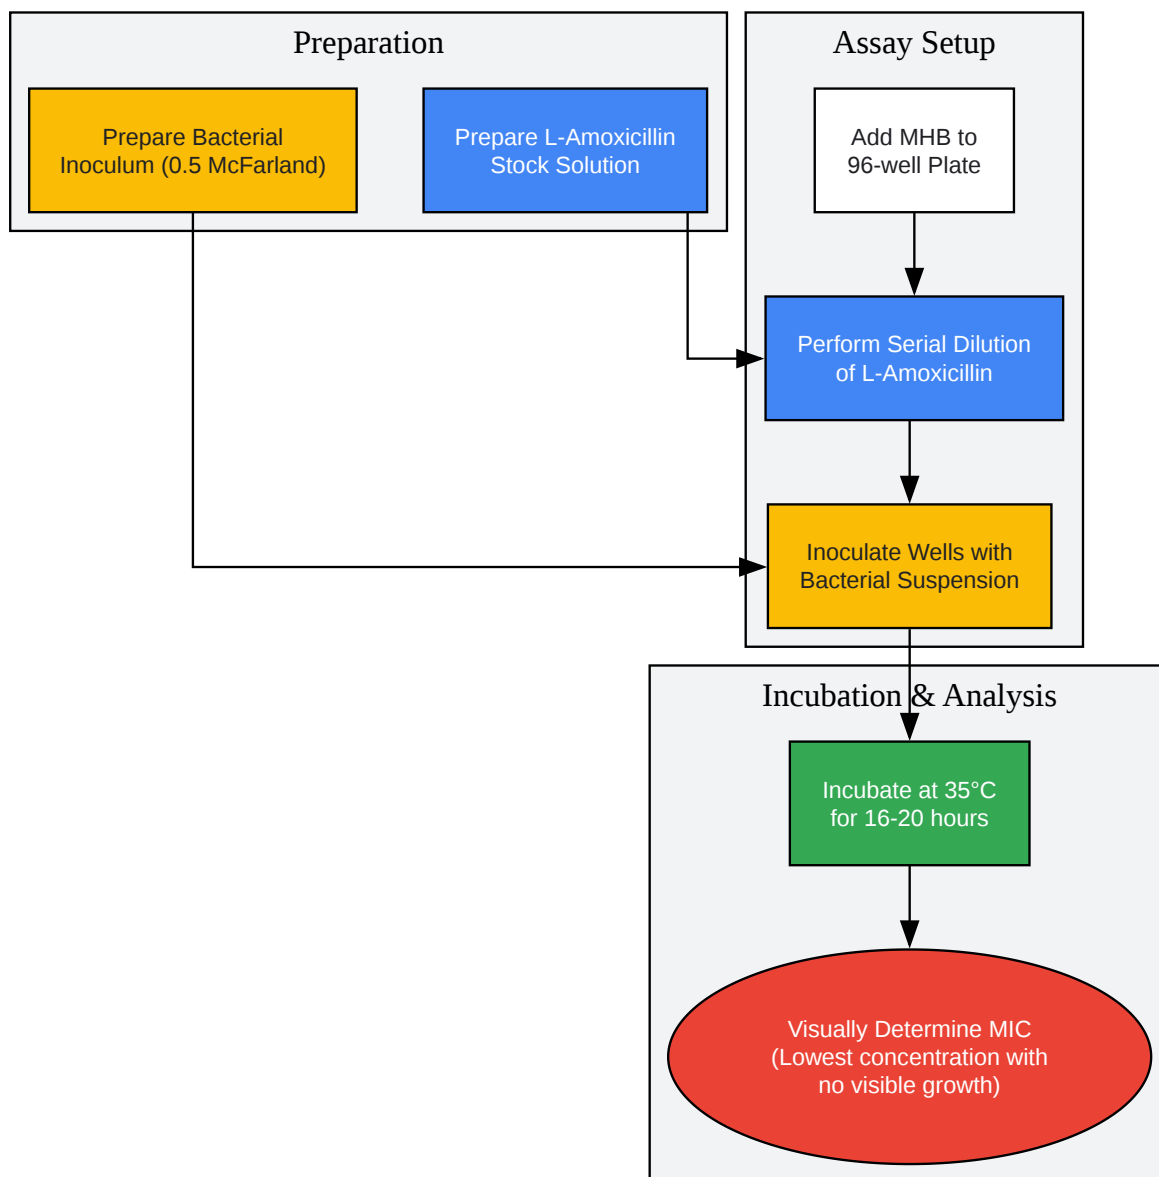 Preparation
Prepare Bacterial
Inoculum (0.5 McFarland)
Prepare L-Amoxicillin
Stock Solution
Assay Setup
Add MHB to
96-well Plate
Perform Serial Dilution
of L-Amoxicillin
Inoculate Wells with
Bacterial Suspension
Incubation & Analysis
Incubate at 35°C
for 16-20 hours
Visually Determine MIC
(Lowest concentration with
no visible growth)